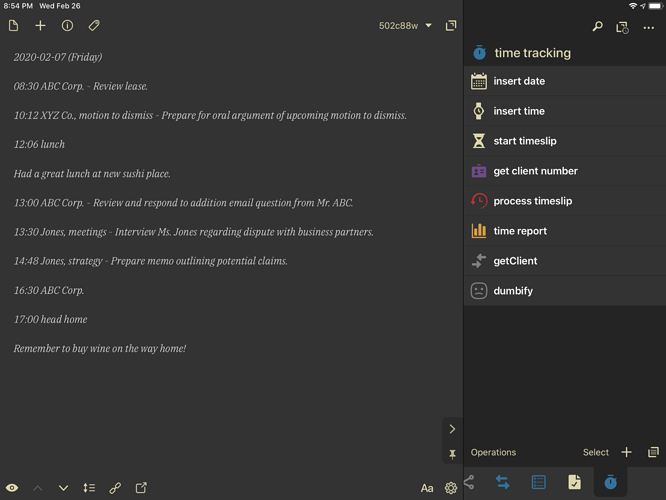 8:54 PM Wed Feb 26
502c88w
2020-02-07 (Friday)
08:30 ABC Corp. - Review lease.
10:12 XYZ Co., motion to dismiss - Prepare for oral argument of upcoming motion to dismiss.
12:06 lunch
Had a great lunch at new sushi place.
13:00 ABC Corp. - Review and respond to addition email question from Mr. ABC.
13:30 Jones, meetings - Interview Ms. Jones regarding dispute with business partners.
14:48 Jones, strategy - Prepare memo outlining potential claims.
16:30 ABC Corp.
17:00 head home
Remember to buy wine on the way home!
Aa
time tracking
insert date
insert time
start timeslip
get client number
process timeslip
time report
getClient
dumbify
Operations Select